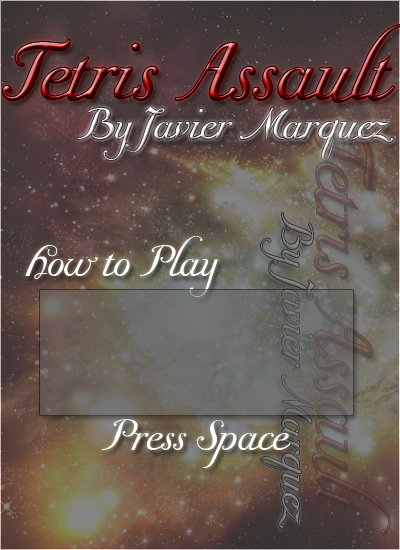 Tetris Assault
By Javier Marquez
How to Play
Press Space
Tetris Assault
By Javier Marquez